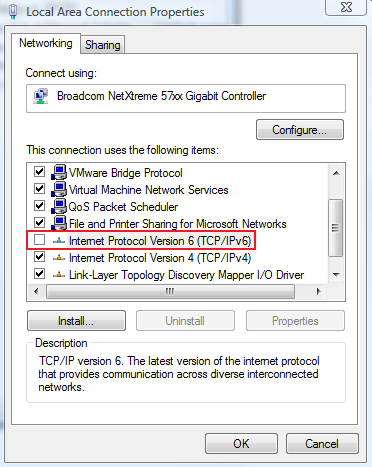 Local Area Connection Properties
Networking
Sharing
Connect using:
Broadcom NetXtreme 57xx Gigabit Controller
Configure...
This connection uses the following items:
VMware Bridge Protocol
Virtual Machine Network Services
QoS Packet Scheduler
File and Printer Sharing for Microsoft Networks
Internet Protocol Version 6 (TCP/IPv6)
Internet Protocol Version 4 (TCP/IPv4)
Link-Layer Topology Discovery Mapper I/O Driver
Install...
Uninstall
Properties
Description
TCP/IP version 6. The latest version of the internet protocol
that provides communication across diverse interconnected
networks.
OK
Cancel